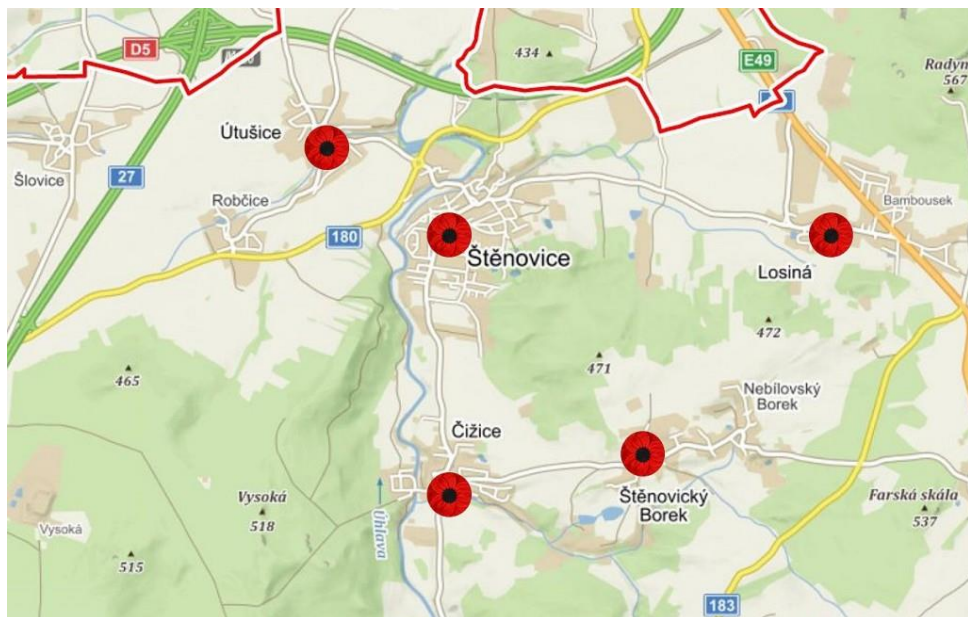 434
D5
E49
Radyn
567
Útušice
Šlovice
27
Robčice
180
Bambousek
Štěnovice
Losiná
472
471
465
Nebílovský
Borek
Čižice
Vysoká
518
Štěnovický
Borek
Farská skála
537
Úhlava
Vysoká
515
183